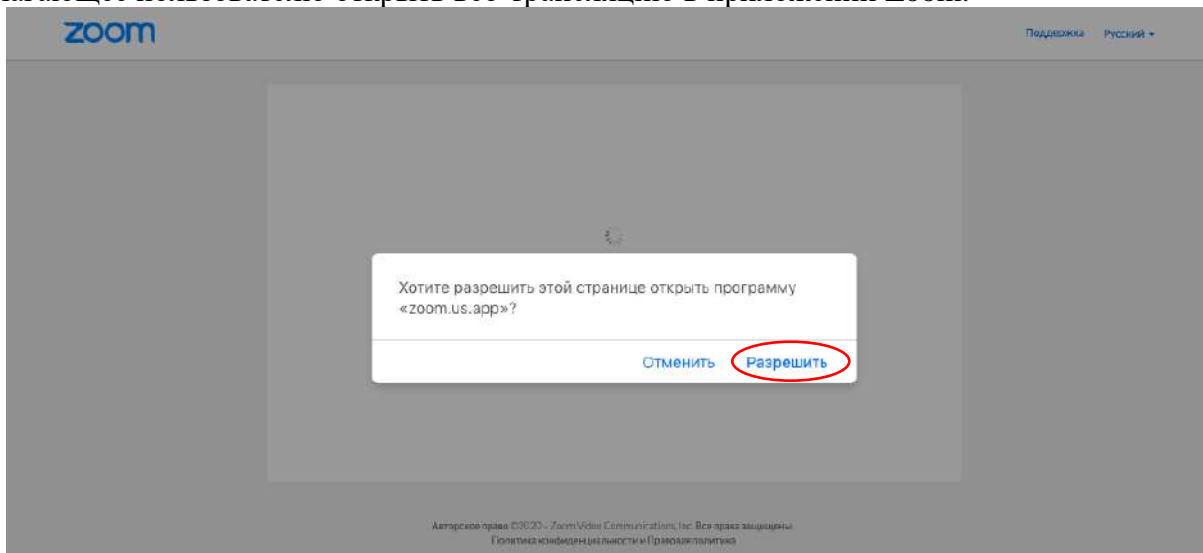 zoom
Поддержка Русский
Хотите разрешить этой странице открыть программу
«zoom.us.app»?
Отменить Разрешить
Авторское право ©2020 - Zoom Video Communications, Inc. Все права защищены.
Политика конфиденциальности и Правовая политика